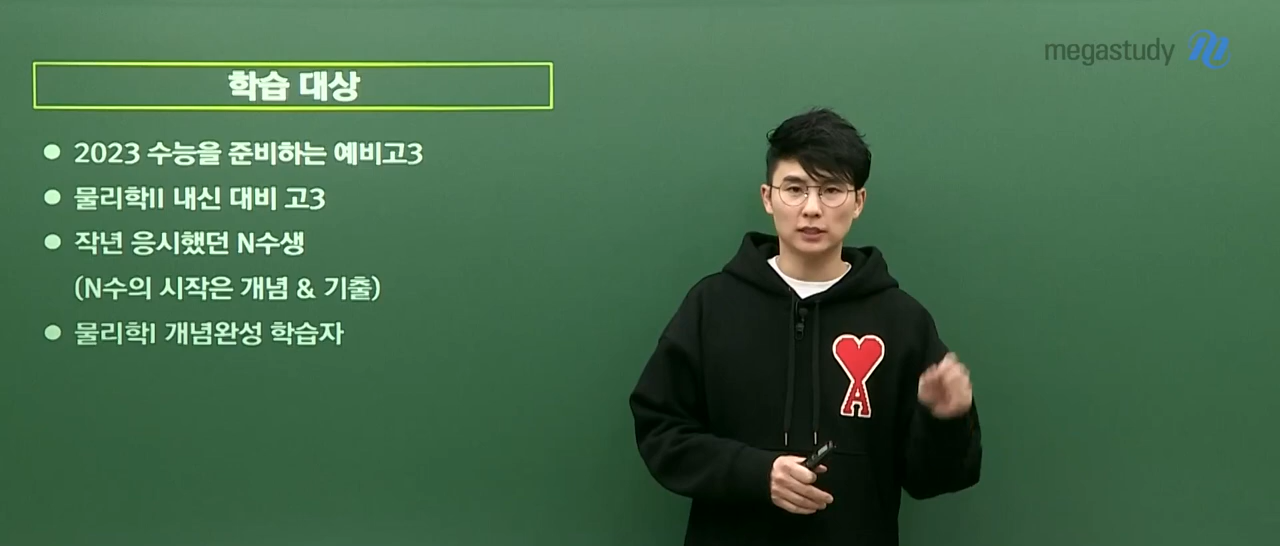 megastudy
학습 대상
● 2023 수능을 준비하는 예비고3
● 물리학II 내신 대비 고3
● 작년 응시했던 N수생
(N수의 시작은 개념 & 기출)
● 물리학I 개념완성 학습자
A